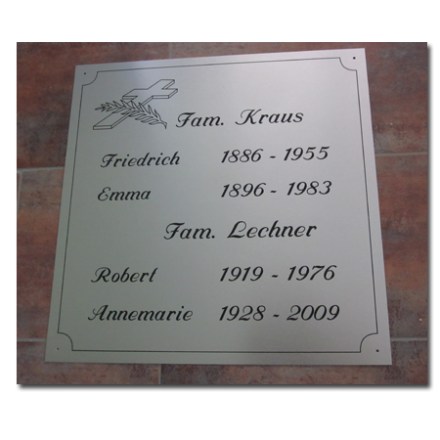 Fam. Kraus
Friedrich 1886 - 1955
Emma 1896 - 1983
Fam. Lechner
Robert 1919 - 1976
Annemarie 1928 - 2009